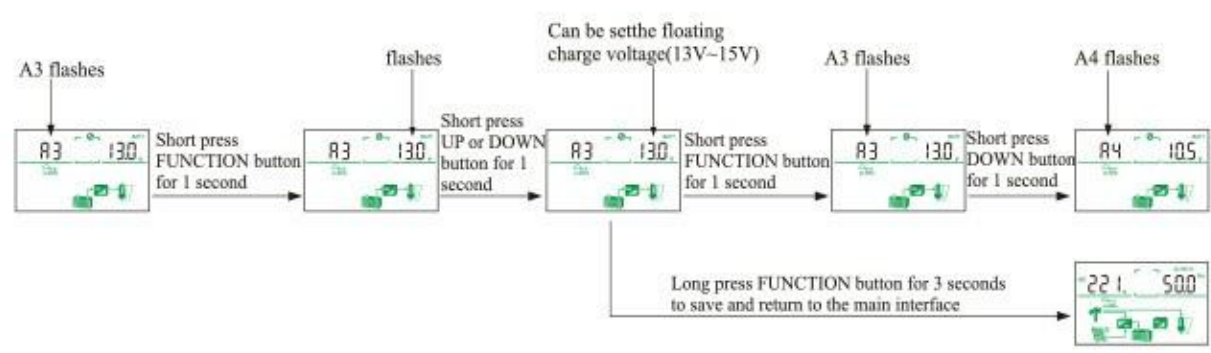 Can be setthe floating
charge voltage(13V~15V)
A3 flashes
flashes
A3 flashes
A4 flashes
A3 13.0
Short press
FUNCTION button
for 1 second
A3 13.0
Short press
UP or DOWN
button for 1
second
A3 13.0
Short press
FUNCTION button
for 1 second
A3 13.0
Short press
DOWN button
for 1 second
A4 10.5
Long press FUNCTION button for 3 seconds
to save and return to the main interface
221 50.0